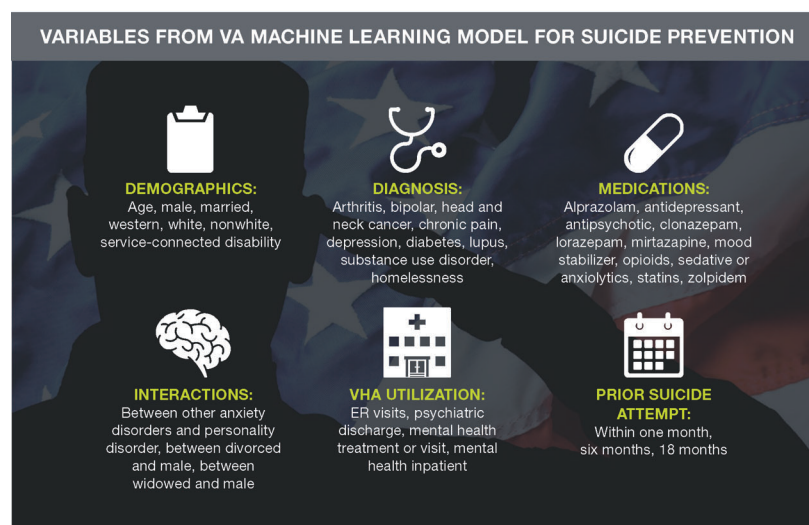 VARIABLES FROM VA MACHINE LEARNING MODEL FOR SUICIDE PREVENTION
DEMOGRAPHICS:
Age, male, married,
western, white, nonwhite,
service-connected disability
DIAGNOSIS:
Arthritis, bipolar, head and
neck cancer, chronic pain,
depression, diabetes, lupus,
substance use disorder,
homelessness
MEDICATIONS:
Alprazolam, antidepressant,
antipsychotic, clonazepam,
lorazepam, mirtazapine, mood
stabilizer, opioids, sedative or
anxiolytics, statins, zolpidem
INTERACTIONS:
Between other anxiety
disorders and personality
disorder, between divorced
and male, between
widowed and male
VHA UTILIZATION:
ER visits, psychiatric
discharge, mental health
treatment or visit, mental
health inpatient
PRIOR SUICIDE
ATTEMPT:
Within one month,
six months, 18 months